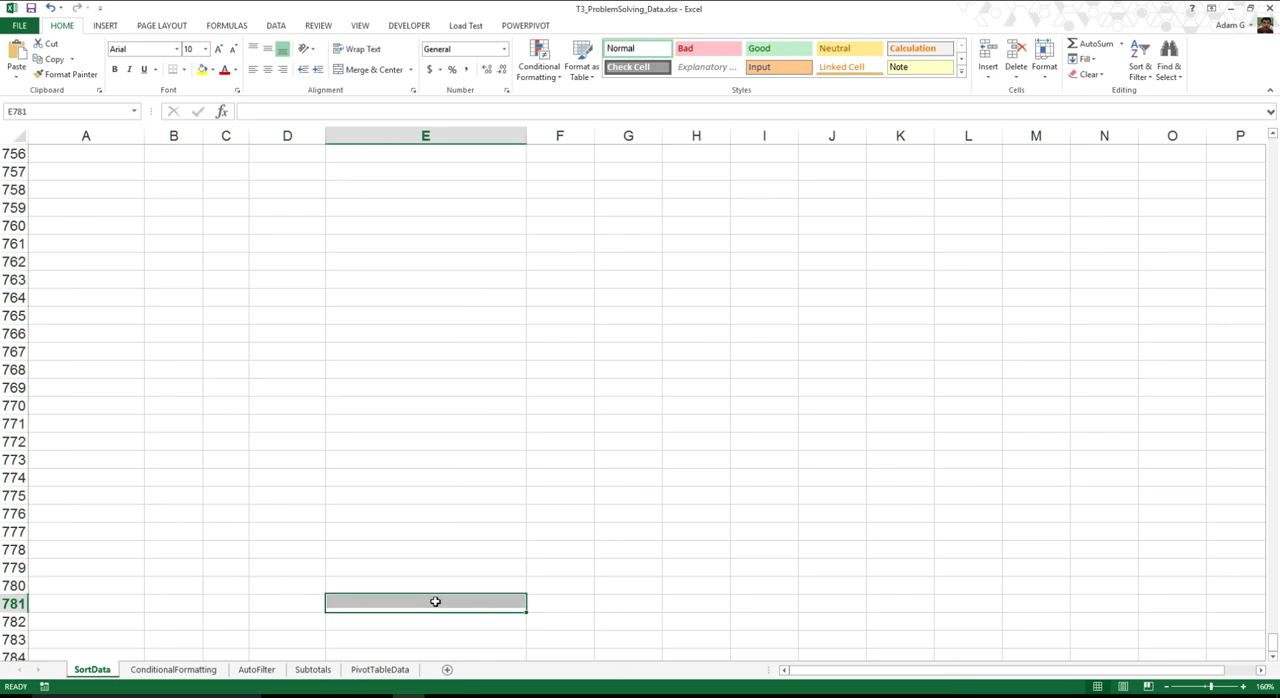 T3_ProblemSolving_Data.xlsx - Excel
FILE HOME INSERT PAGE LAYOUT FORMULAS DATA REVIEW VIEW DEVELOPER Load Test POWERPIVOT Adam G
Paste
Cut
Copy
Format Painter
Clipboard
Arial 10
B U
Font
Wrap Text
Merge & Center
Alignment
General
$ % ,
Number
Conditional Formatting
Format as Table
Normal Bad Good Neutral Calculation
Check Cell Explanatory ... Input Linked Cell Note
Styles
Insert Delete Format
Cells
AutoSum
Fill
Clear
Sort & Filter
Find & Select
Editing
E781
A B C D E F G H I J K L M N O P
756
757
758
759
760
761
762
763
764
765
766
767
768
769
770
771
772
773
774
775
776
777
778
779
780
781
782
783
784
SortData ConditionalFormatting AutoFilter Subtotals PivotTableData
READY 160%